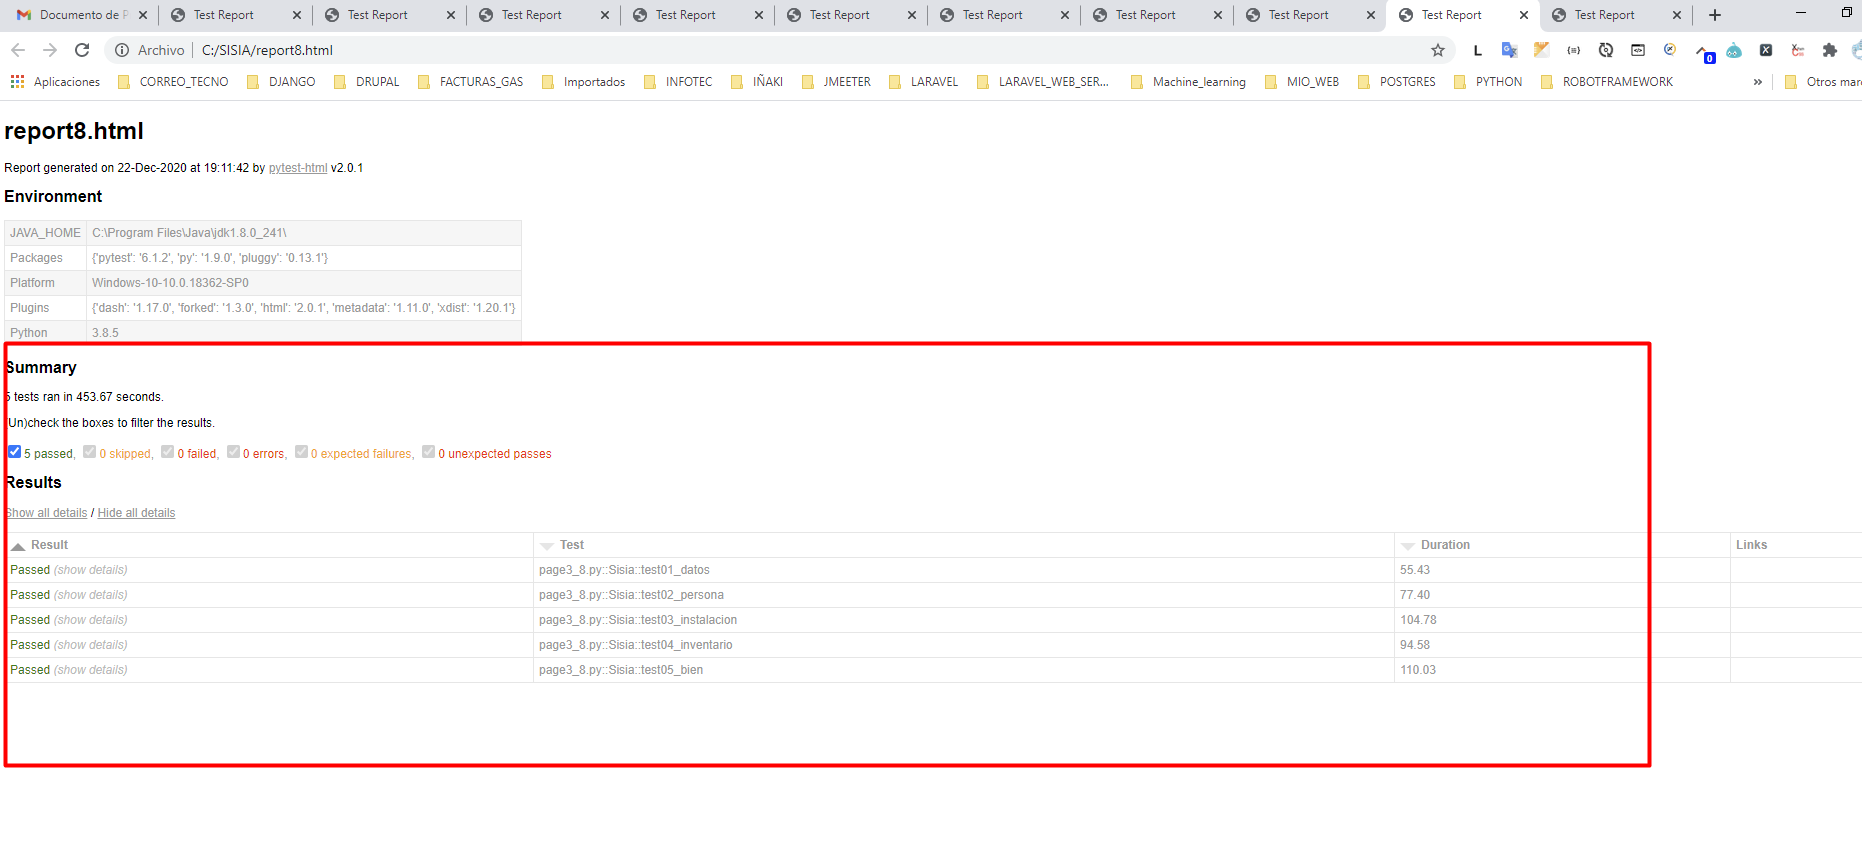 Documento de P
Test Report
Test Report
Test Report
Test Report
Test Report
Test Report
Test Report
Test Report
Test Report
Test Report
Archivo C:/SISIA/report8.html
0
Aplicaciones CORREO_TECNO DJANGO DRUPAL FACTURAS_GAS Importados INFOTEC IÑAKI JMEETER LARAVEL LARAVEL_WEB_SER... Machine_learning MIO_WEB POSTGRES PYTHON ROBOTFRAMEWORK » Otros mar
report8.html
Report generated on 22-Dec-2020 at 19:11:42 by pytest-html v2.0.1
Environment
JAVA_HOME C:\Program Files\Java\jdk1.8.0_241\
Packages {'pytest': '6.1.2', 'py': '1.9.0', 'pluggy': '0.13.1'}
Platform Windows-10-10.0.18362-SP0
Plugins {'dash': '1.17.0', 'forked': '1.3.0', 'html': '2.0.1', 'metadata': '1.11.0', 'xdist': '1.20.1'}
Python 3.8.5
Summary
5 tests ran in 453.67 seconds.
(Un)check the boxes to filter the results.
5 passed, 0 skipped, 0 failed, 0 errors, 0 expected failures, 0 unexpected passes
Results
Show all details / Hide all details
Result Test Duration Links
Passed (show details) page3_8.py::Sisia::test01_datos 55.43
Passed (show details) page3_8.py::Sisia::test02_persona 77.40
Passed (show details) page3_8.py::Sisia::test03_instalacion 104.78
Passed (show details) page3_8.py::Sisia::test04_inventario 94.58
Passed (show details) page3_8.py::Sisia::test05_bien 110.03